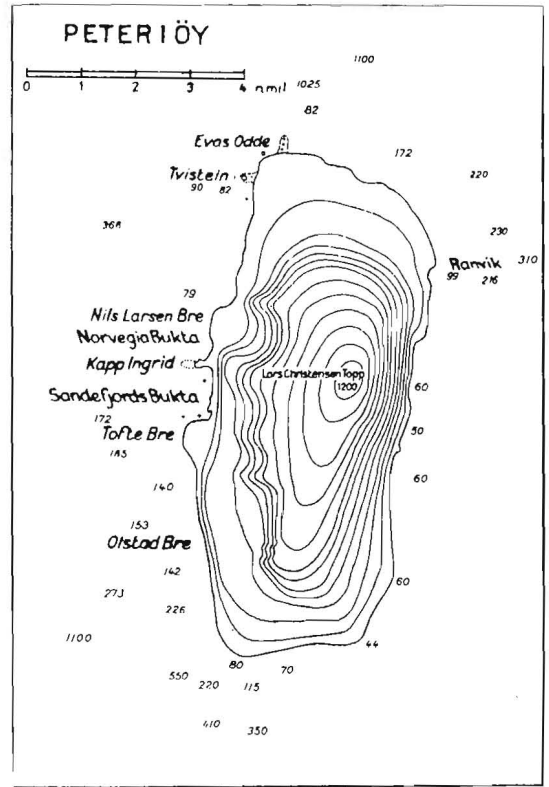 PETER I ÖY
0 1 2 3 4 n.mil
1100
1025
82
Evas Odde
172
Tvistein
90 82
220
368
230
310
Ranvik
99 216
79
Nils Larsen Bre
Norvegia Bukta
Kapp Ingrid
Lars Christensen Topp
1200
60
Sandefjords Bukta
172
50
Tofte Bre
185
60
140
153
Olstad Bre
142
60
273
226
1100
44
80
70
550
220
115
410
350